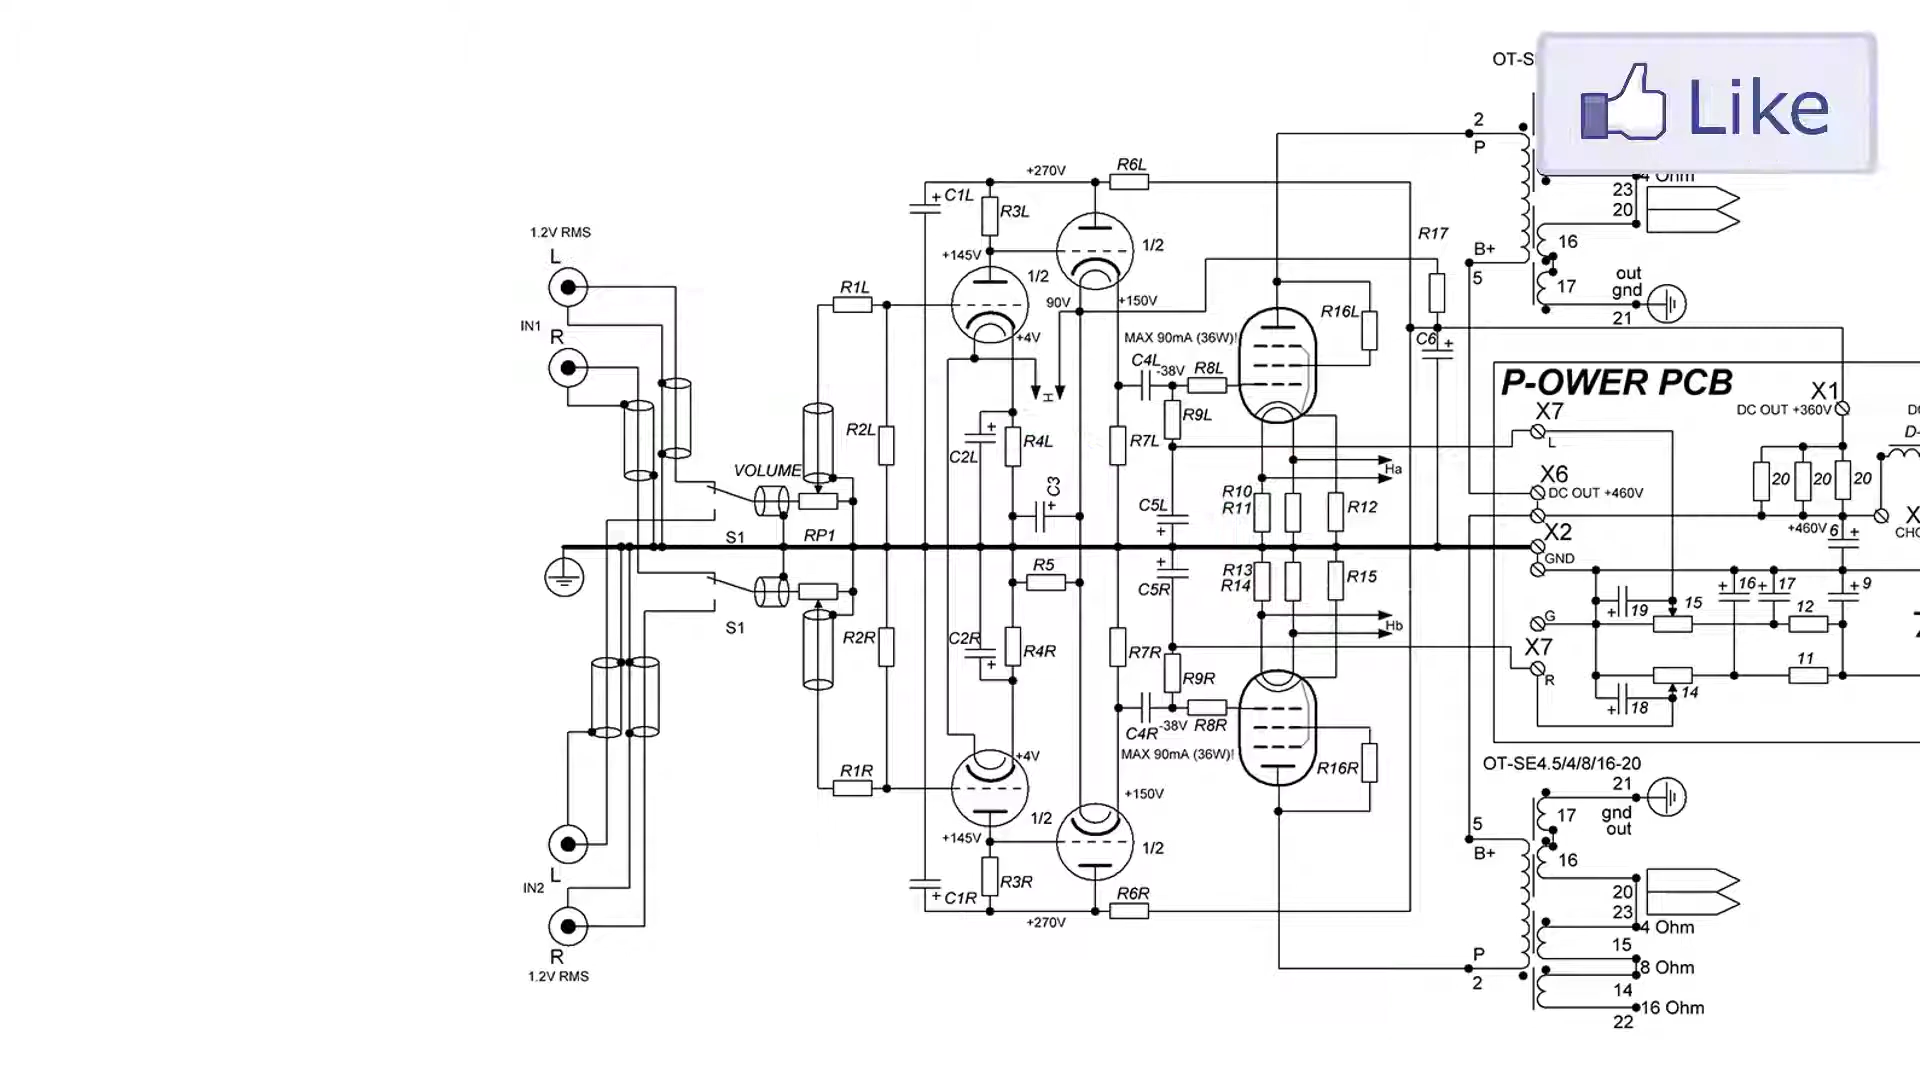 OT-S
Like
2
P
4 Ohm
23
20
B+
5
16
17
out
gnd
21
+270V
R6L
C1L
R3L
+145V
1/2
1/2
R17
1.2V RMS
L
IN1
R
R1L
90V
+150V
+4V
H
MAX 90mA (36W)!
R16L
C6
C4L
-38V
R8L
R9L
P-OWER PCB
X1
DC OUT +360V
X7
L
D-
R2L
C2L
R4L
R7L
Ha
VOLUME
C3
C5L
R10
R11
R12
X6
DC OUT +460V
20
20
20
X
CHO
+460V
6
S1
RP1
X2
GND
R5
C5R
R13
R14
R15
16
17
9
19
15
12
G
S1
R2R
C2R
R4R
R7R
Hb
X7
R
11
14
18
R9R
C4R
-38V
R8R
MAX 90mA (36W)!
R16R
OT-SE4.5/4/8/16-20
21
gnd
out
17
16
R1R
+4V
+150V
1/2
+145V
1/2
5
B+
20
23
4 Ohm
15
8 Ohm
14
16 Ohm
22
L
IN2
R
1.2V RMS
C1R
R3R
R6R
+270V
P
2